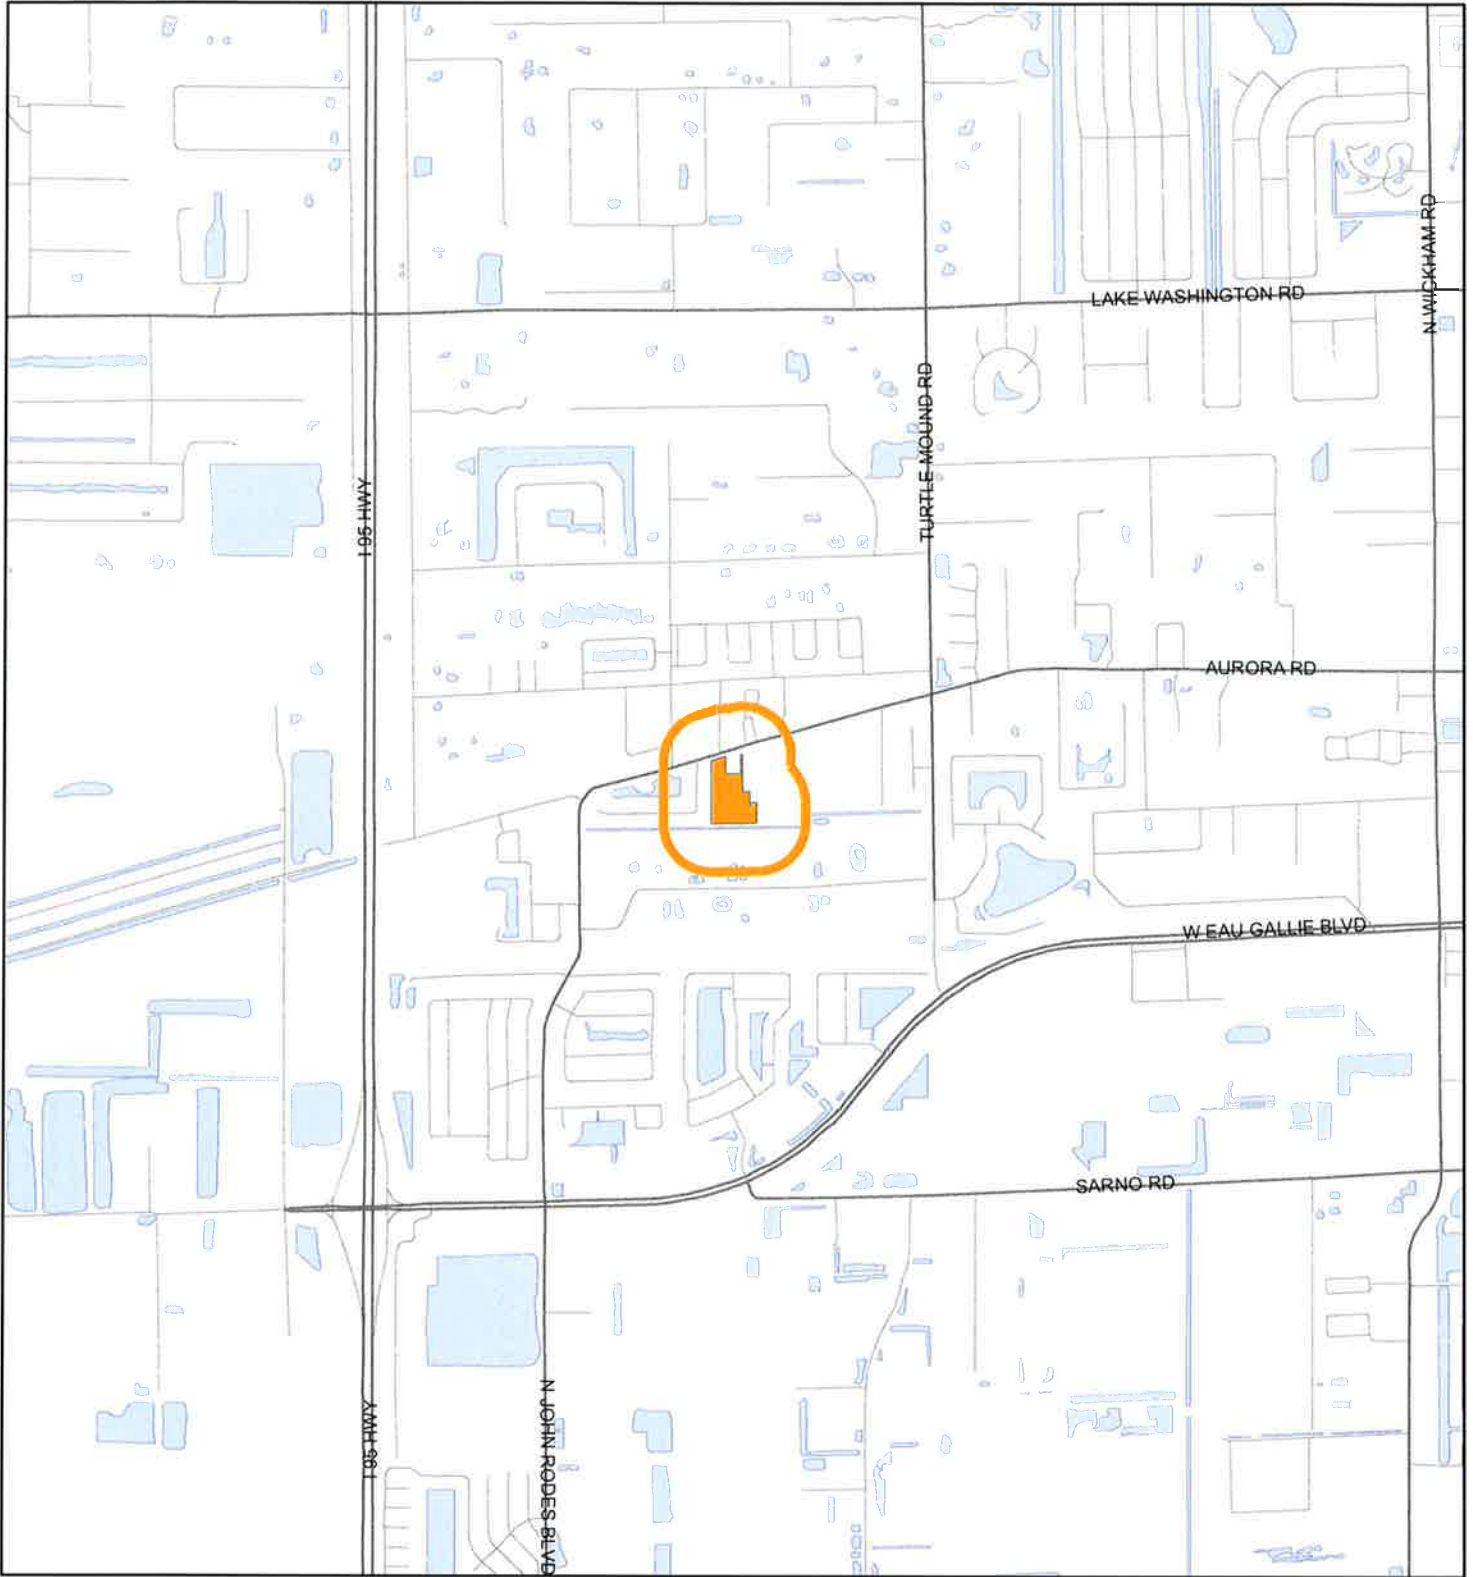 LAKE WASHINGTON RD
N WICKHAM RD
TURTLE MOUND RD
I 95 HWY
AURORA RD
W EAU GALLIE BLVD
SARNO RD
I 95 HWY
N JOHN RODES BLVD